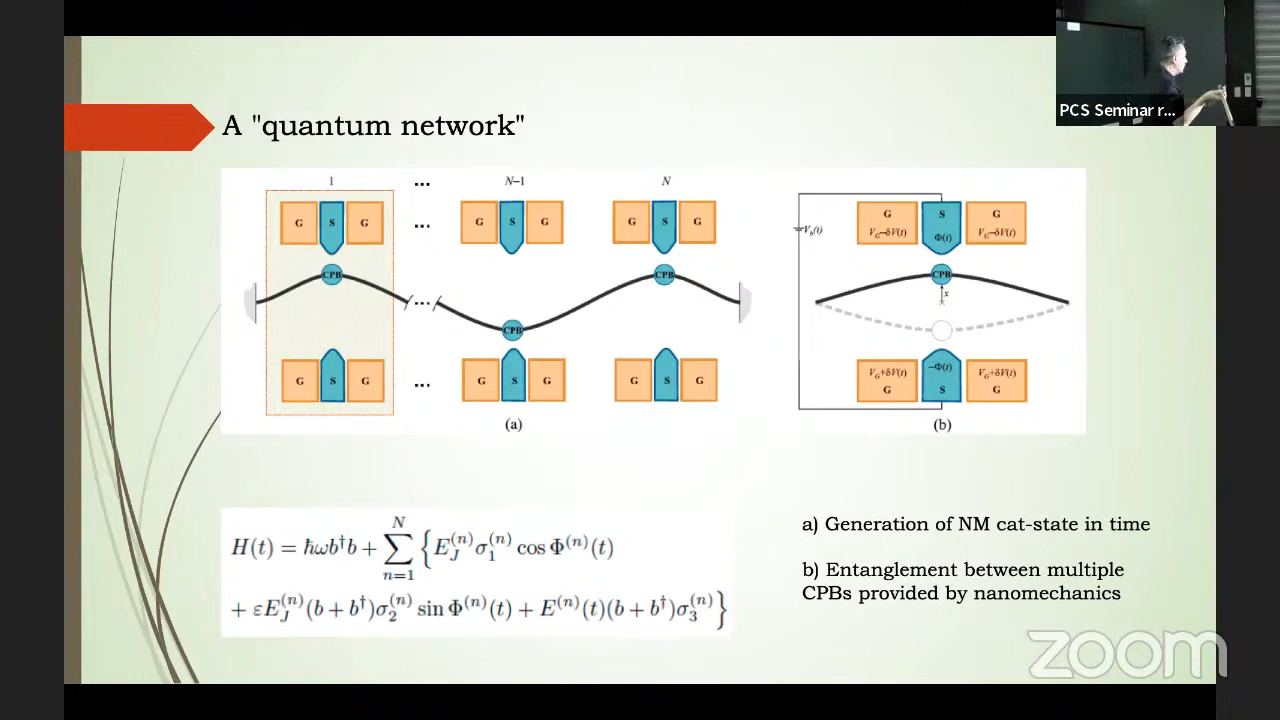 PCS Seminar r...
A "quantum network"
1 ... N-1 N
G S G ... G S G G S G
CPB CPB
...
CPB
G S G ... G S G G S G
(a)
V_b(t)
G S G
V_G-δV(t) Φ(t) V_G-δV(t)
CPB
x
V_G+δV(t) -Φ(t) V_G+δV(t)
G S G
(b)
H(t) = ℏωb†b + ∑_{n=1}^{N} { E_J^{(n)} σ_1^{(n)} cos Φ^{(n)}(t)
+ εE_J^{(n)}(b + b†)σ_2^{(n)} sin Φ^{(n)}(t) + E^{(n)}(t)(b + b†)σ_3^{(n)} }
a) Generation of NM cat-state in time
b) Entanglement between multiple
CPBs provided by nanomechanics
zoom